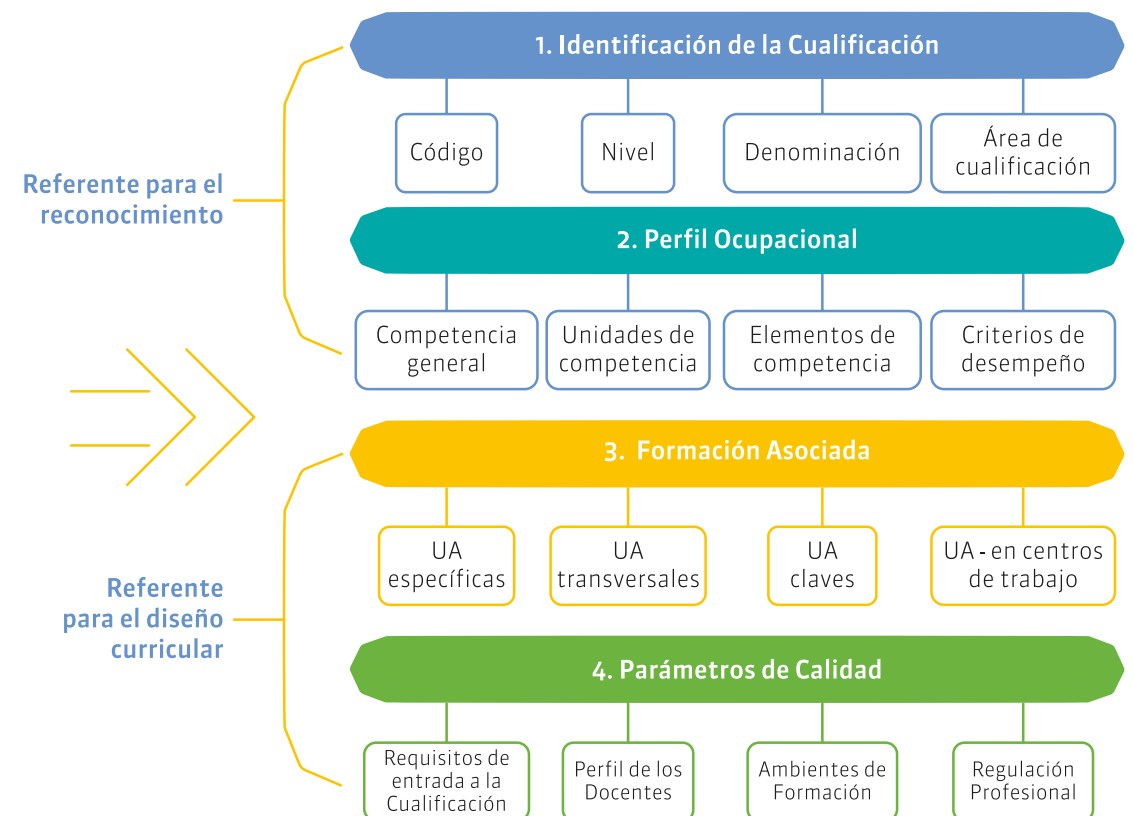 1. Identificación de la Cualificación
Código
Nivel
Denominación
Área de
cualificación
Referente para el
reconocimiento
2. Perfil Ocupacional
Competencia
general
Unidades de
competencia
Elementos de
competencia
Criterios de
desempeño
3. Formación Asociada
UA
específicas
UA
transversales
UA
claves
UA - en centros
de trabajo
Referente
para el diseño
curricular
4. Parámetros de Calidad
Requisitos de
entrada a la
Cualificación
Perfil de los
Docentes
Ambientes de
Formación
Regulación
Profesional